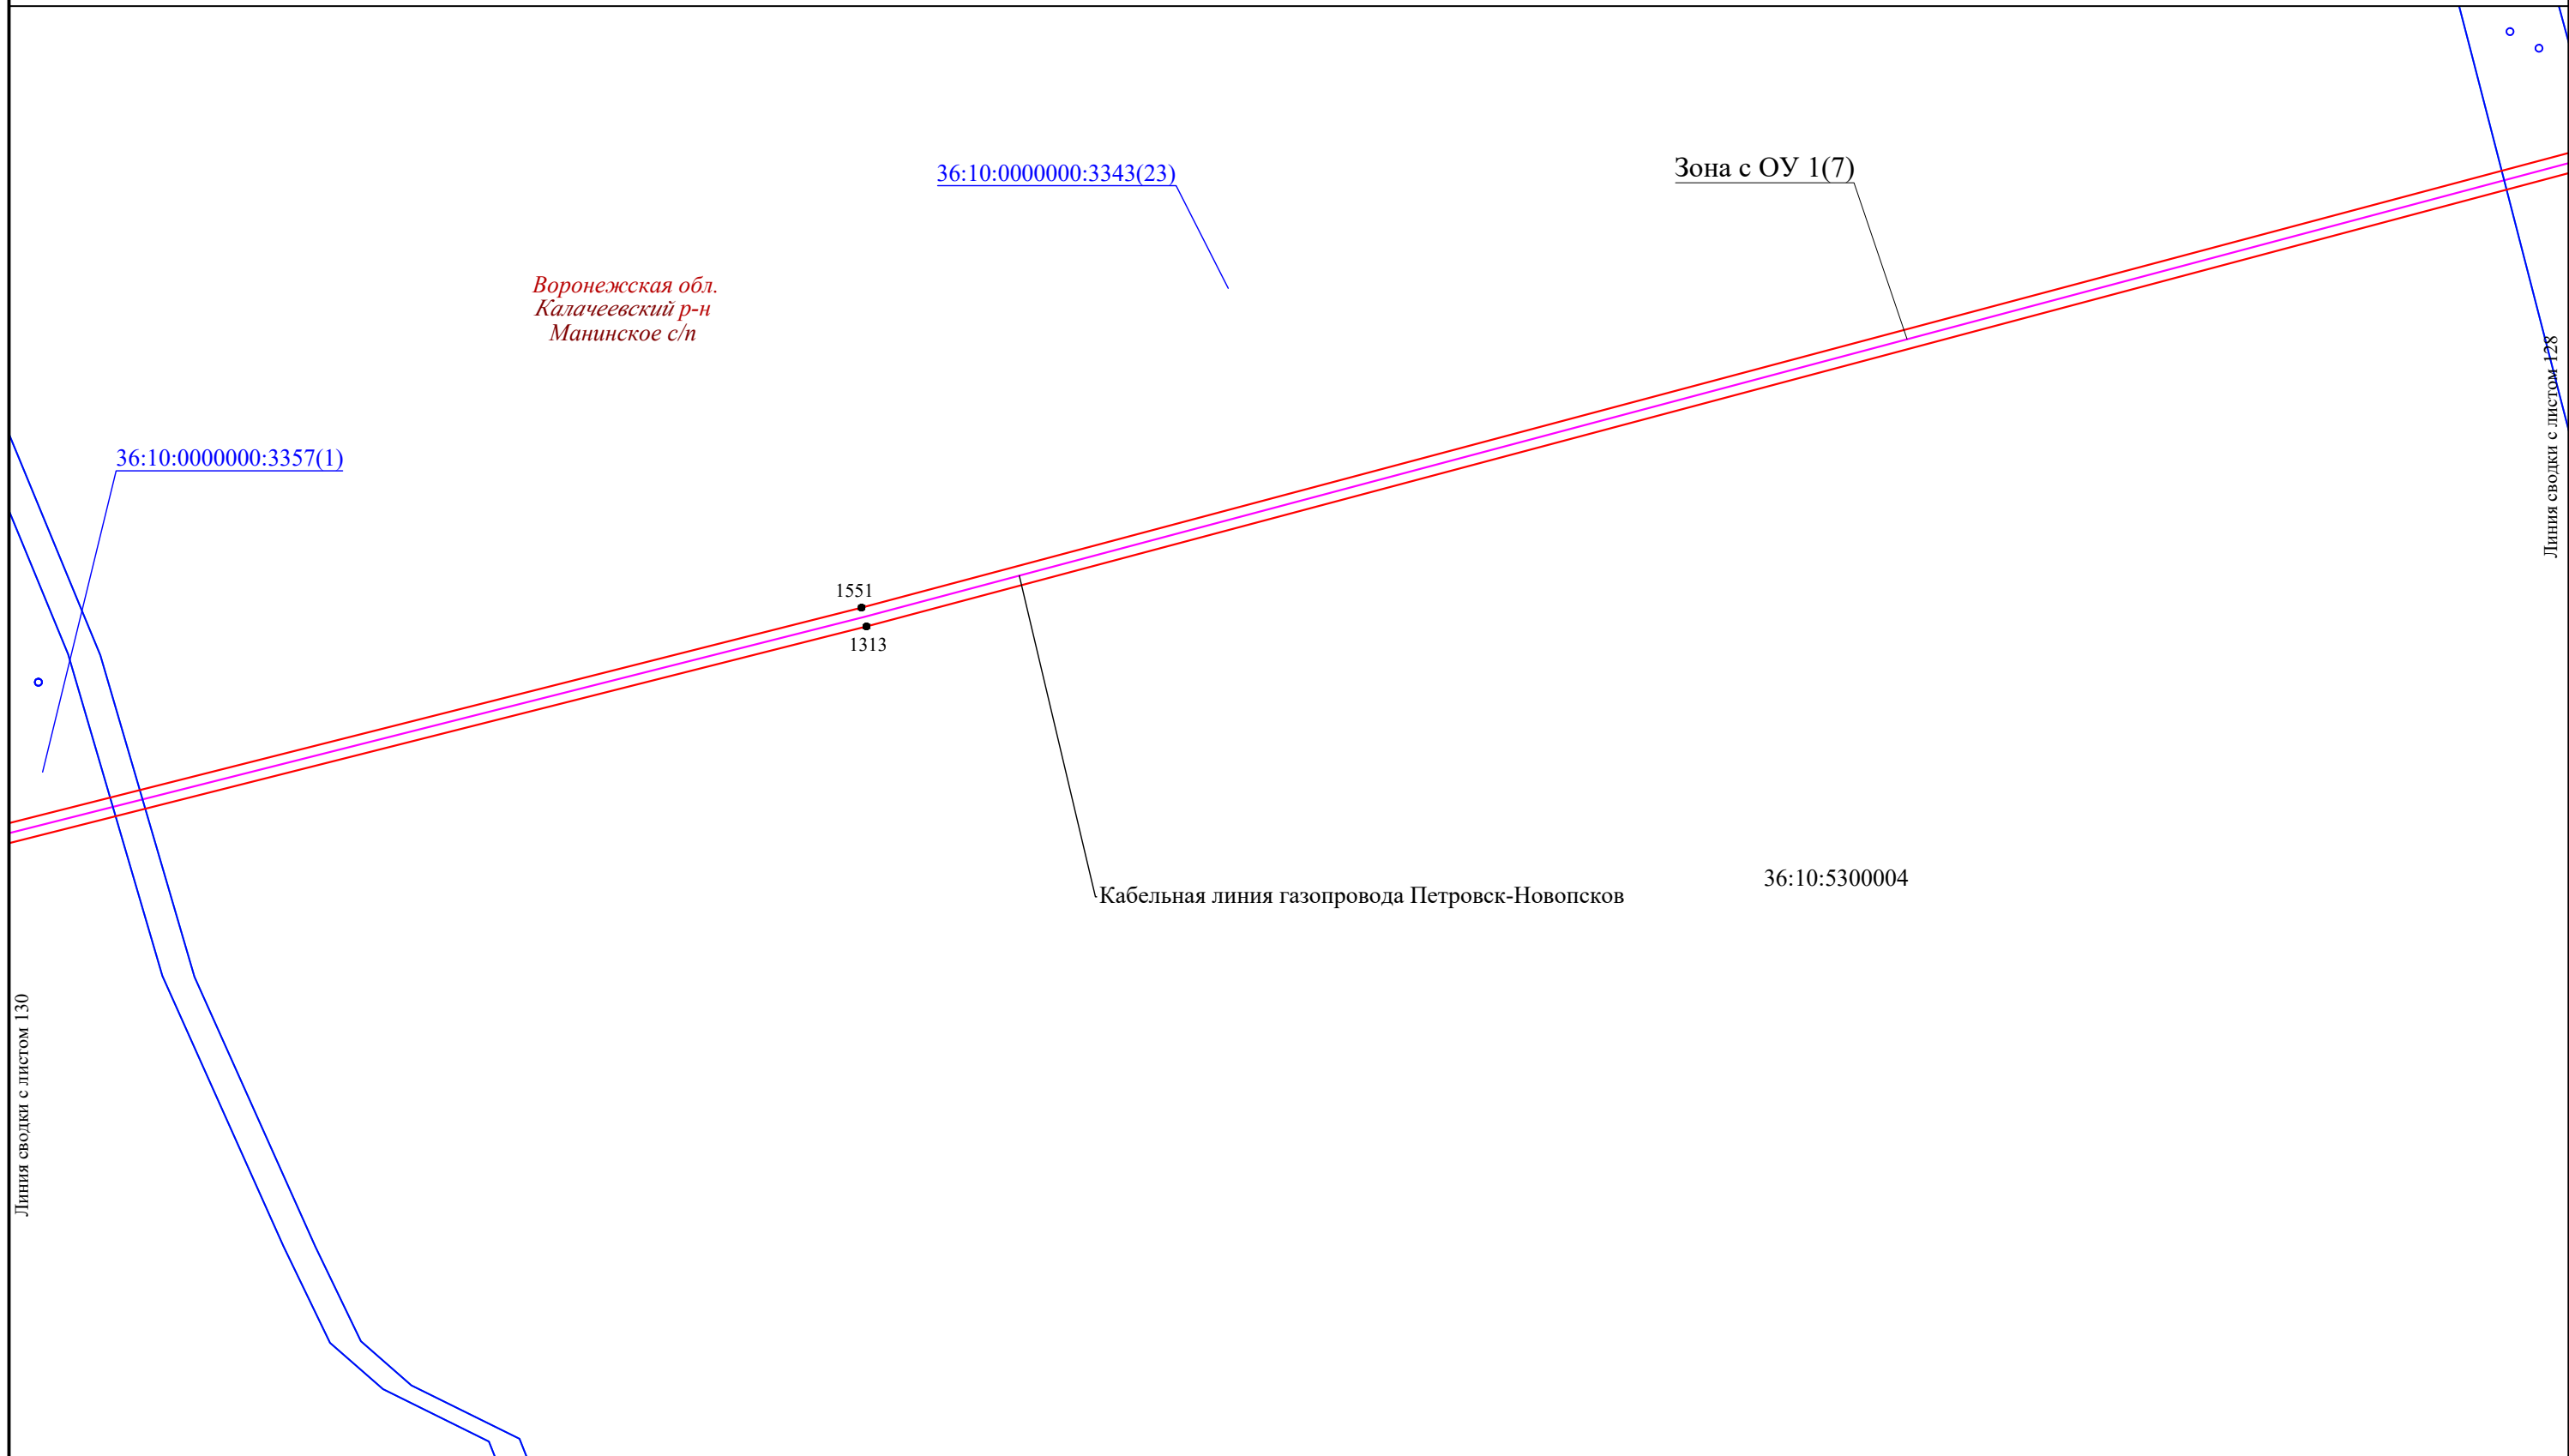 36:10:0000000:3343(23)
Зона с ОУ 1(7)
Воронежская обл.
Калачеевский р-н
Манинское с/п
Линия сводки с листом 128
36:10:0000000:3357(1)
1551
1313
36:10:5300004
Кабельная линия газопровода Петровск-Новопсков
Линия сводки с листом 130